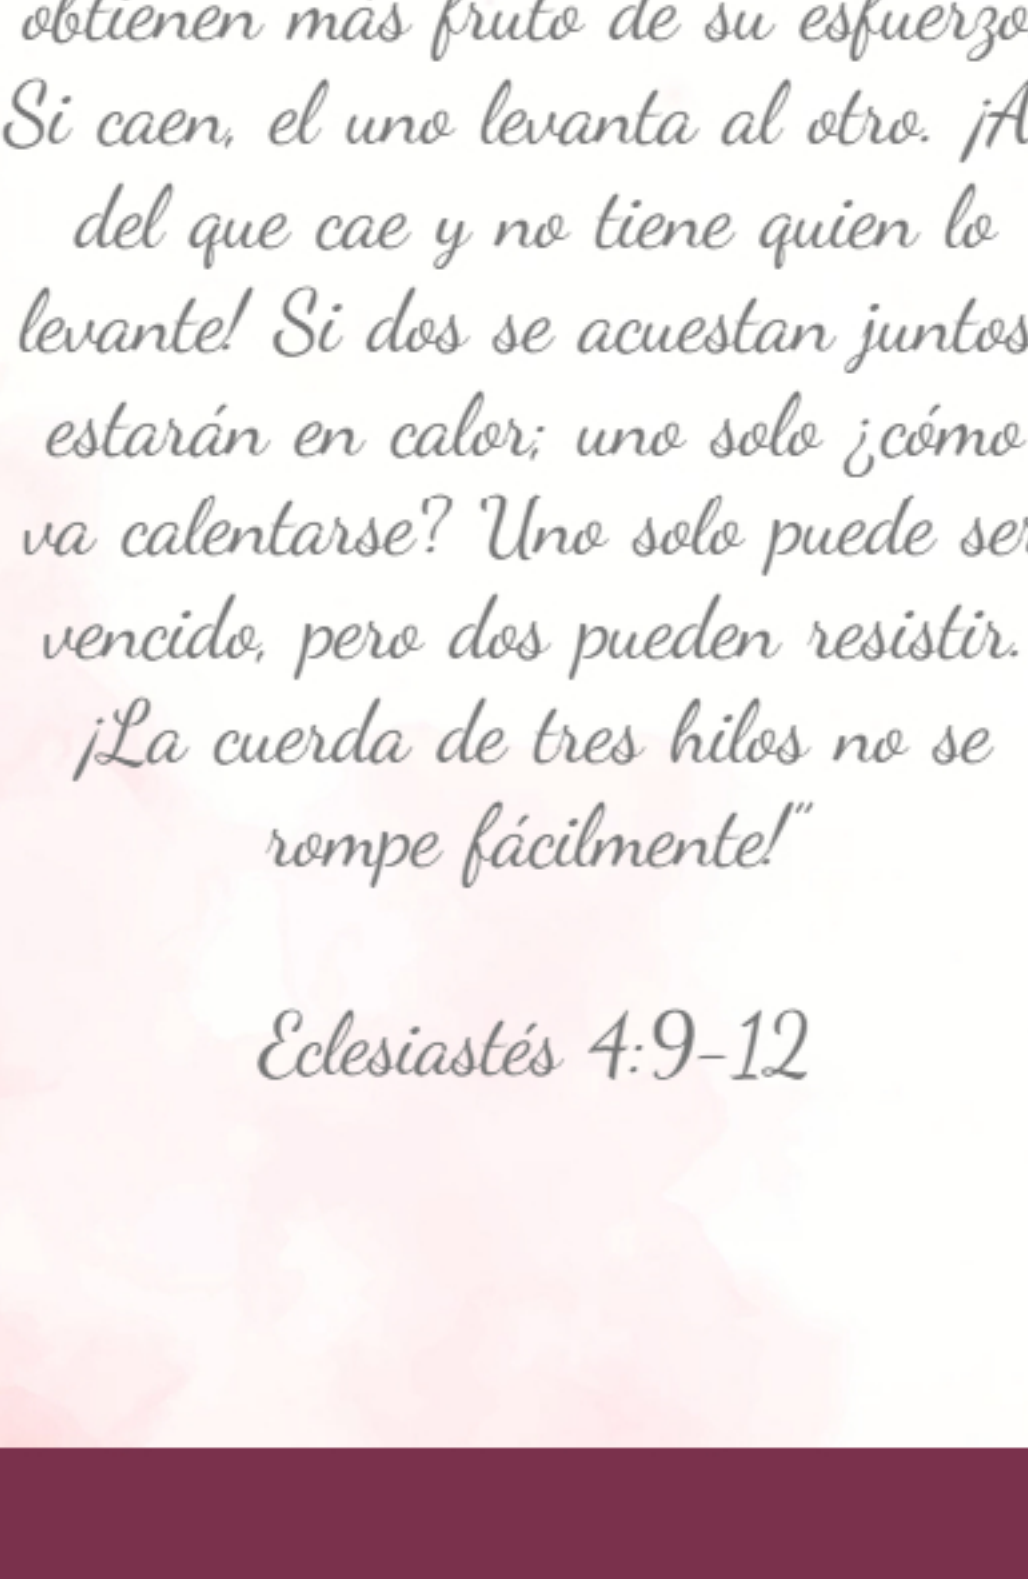 obtienen más fruto de su esfuerzo
Si caen, el uno levanta al otro. ¡A
del que cae y no tiene quien lo
levante! Si dos se acuestan juntos
estarán en calor; uno solo ¿cómo
va calentarse? Uno solo puede ser
vencido, pero dos pueden resistir.
¡La cuerda de tres hilos no se
rompe fácilmente!”
Eclesiastés 4:9-12